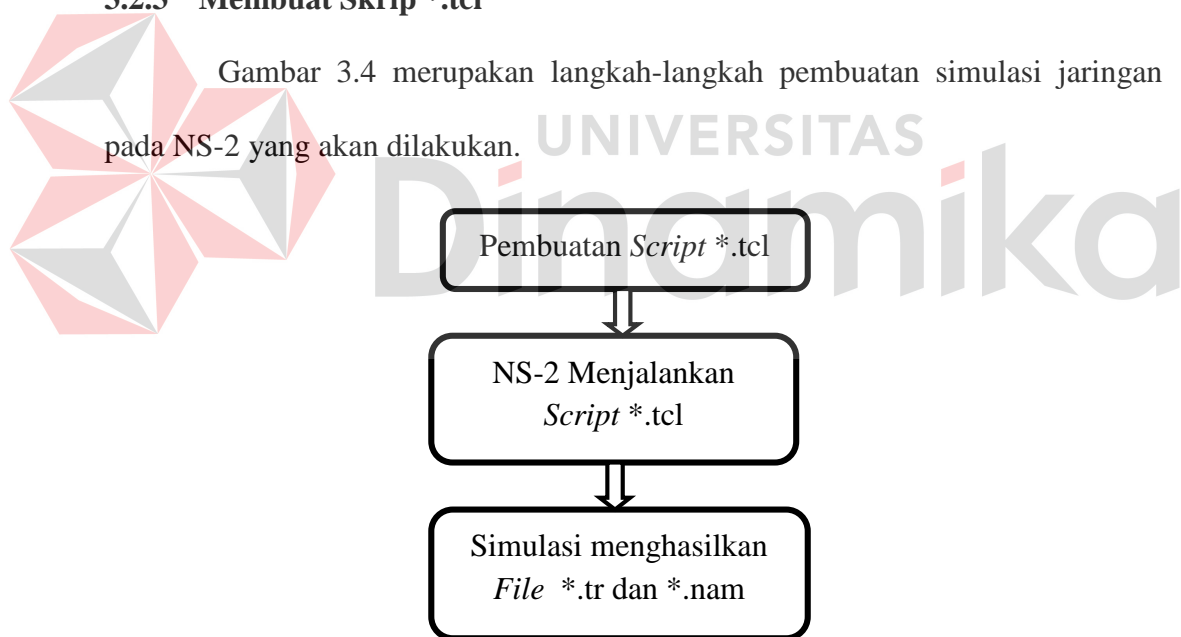 3.2.3 Membuat Skrip *.tcl
Gambar 3.4 merupakan langkah-langkah pembuatan simulasi jaringan
pada NS-2 yang akan dilakukan.
UNIVERSITAS
Dinamika
Pembuatan Script *.tcl
NS-2 Menjalankan
Script *.tcl
Simulasi menghasilkan
File *.tr dan *.nam